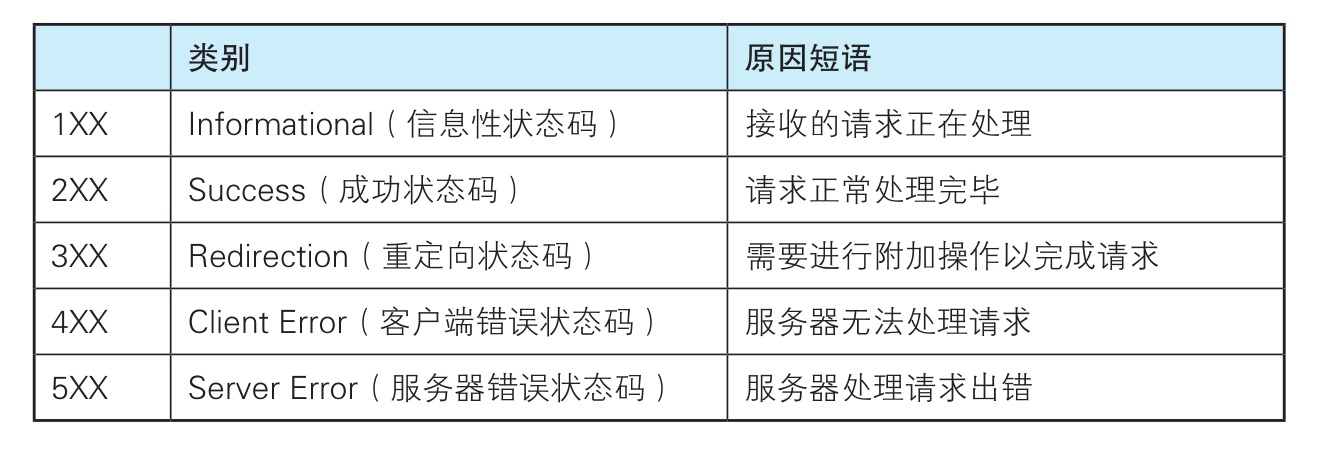 类别 原因短语
1XX Informational（信息性状态码） 接收的请求正在处理
2XX Success（成功状态码） 请求正常处理完毕
3XX Redirection（重定向状态码） 需要进行附加操作以完成请求
4XX Client Error（客户端错误状态码） 服务器无法处理请求
5XX Server Error（服务器错误状态码） 服务器处理请求出错